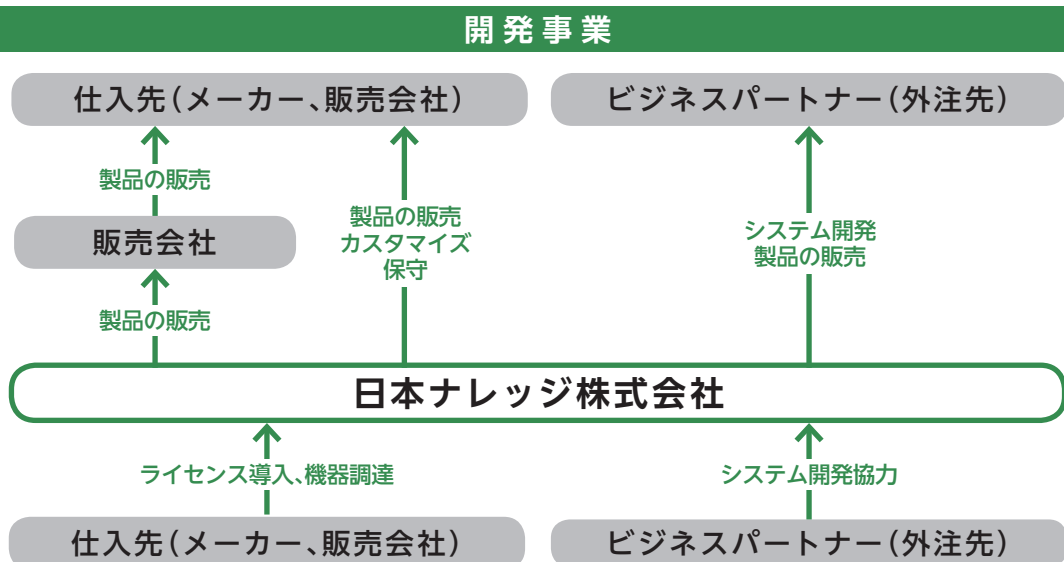 開発事業
仕入先(メーカー、販売会社)
ビジネスパートナー(外注先)
製品の販売
販売会社
製品の販売
製品の販売
カスタマイズ
保守
システム開発
製品の販売
日本ナレッジ株式会社
ライセンス導入、機器調達
システム開発協力
仕入先(メーカー、販売会社)
ビジネスパートナー(外注先)